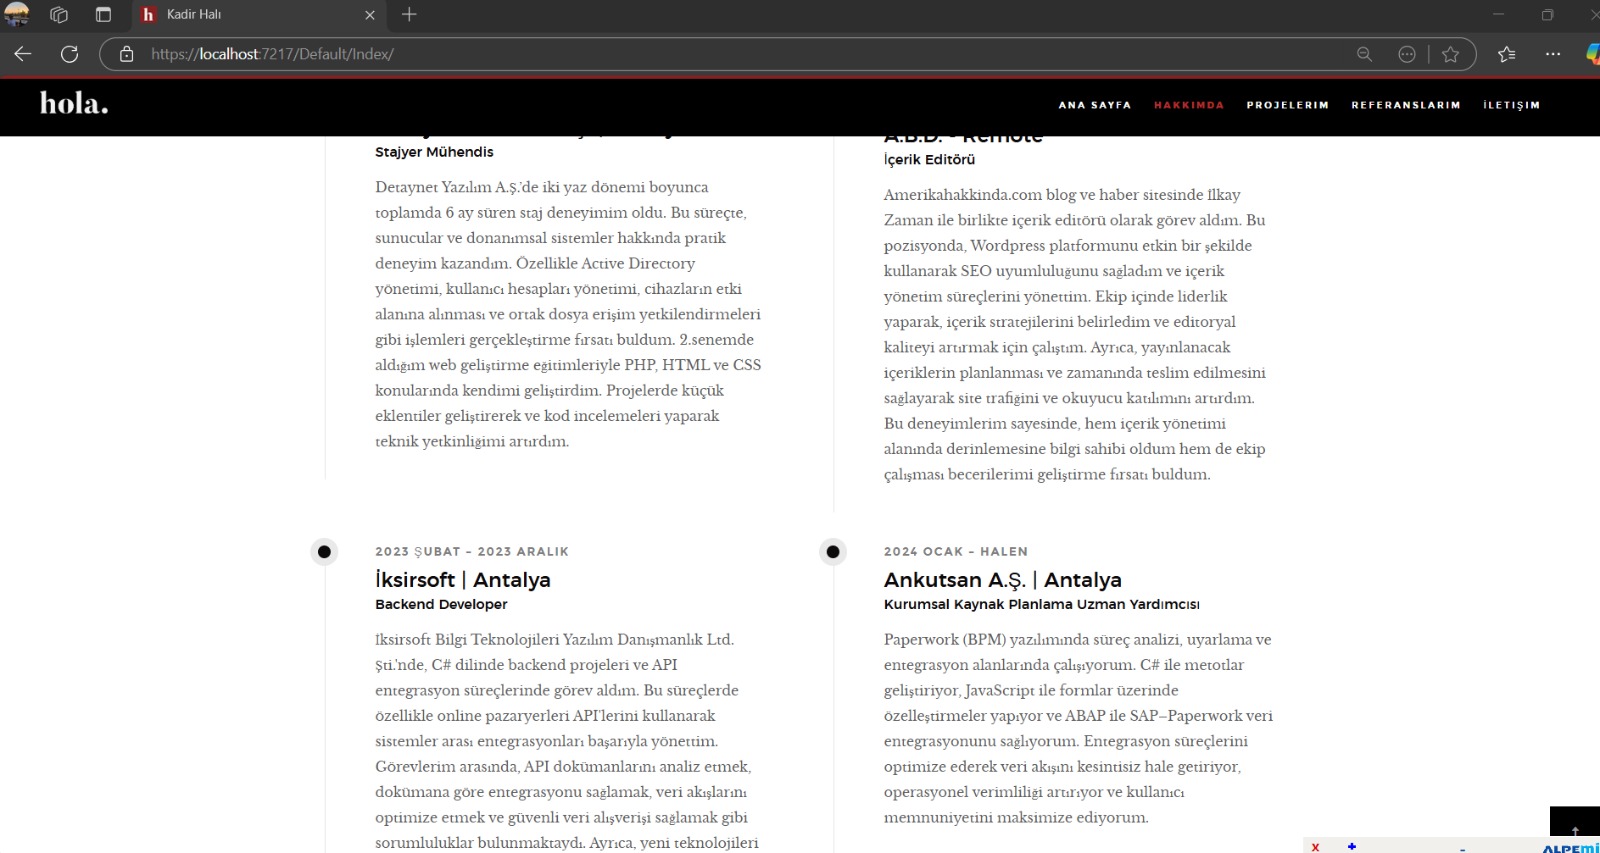 Kadir Halı
https://localhost:7217/Default/Index/
hola.
ANA SAYFA HAKKIMDA PROJELERIM REFERANSLARIM İLETIŞIM
Stajyer Mühendis
Detaynet Yazılım A.Ş.'de iki yaz dönemi boyunca
toplamda 6 ay süren staj deneyimim oldu. Bu süreçte,
sunucular ve donanımsal sistemler hakkında pratik
deneyim kazandım. Özellikle Active Directory
yönetimi, kullanıcı hesapları yönetimi, cihazların etki
alanına alınması ve ortak dosya erişim yetkilendirmeleri
gibi işlemleri gerçekleştirme fırsatı buldum. 2.senemde
aldığım web geliştirme eğitimleriyle PHP, HTML ve CSS
konularında kendimi geliştirdim. Projelerde küçük
eklentiler geliştirerek ve kod incelemeleri yaparak
teknik yetkinliğimi artırdım.
A.B.D. - Remote
İçerik Editörü
Amerikahakkinda.com blog ve haber sitesinde İlkay
Zaman ile birlikte içerik editörü olarak görev aldım. Bu
pozisyonda, Wordpress platformunu etkin bir şekilde
kullanarak SEO uyumluluğunu sağladım ve içerik
yönetim süreçlerini yönettim. Ekip içinde liderlik
yaparak, içerik stratejilerini belirledim ve editoryal
kaliteyi artırmak için çalıştım. Ayrıca, yayınlanacak
içeriklerin planlanması ve zamanında teslim edilmesini
sağlayarak site trafiğini ve okuyucu katılımını artırdım.
Bu deneyimlerim sayesinde, hem içerik yönetimi
alanında derinlemesine bilgi sahibi oldum hem de ekip
çalışması becerilerimi geliştirme fırsatı buldum.
2023 ŞUBAT - 2023 ARALIK
İksirsoft | Antalya
Backend Developer
İksirsoft Bilgi Teknolojileri Yazılım Danışmanlık Ltd.
Şti.'nde, C# dilinde backend projeleri ve API
entegrasyon süreçlerinde görev aldım. Bu süreçlerde
özellikle online pazaryerleri API'lerini kullanarak
sistemler arası entegrasyonları başarıyla yönettim.
Görevlerim arasında, API dokümanlarını analiz etmek,
dokümana göre entegrasyonu sağlamak, veri akışlarını
optimize etmek ve güvenli veri alışverişi sağlamak gibi
sorumluluklar bulunmaktaydı. Ayrıca, yeni teknolojileri
2024 OCAK - HALEN
Ankutsan A.Ş. | Antalya
Kurumsal Kaynak Planlama Uzman Yardımcısı
Paperwork (BPM) yazılımında süreç analizi, uyarlama ve
entegrasyon alanlarında çalışıyorum. C# ile metotlar
geliştiriyor, JavaScript ile formlar üzerinde
özelleştirmeler yapıyor ve ABAP ile SAP–Paperwork veri
entegrasyonunu sağlıyorum. Entegrasyon süreçlerini
optimize ederek veri akışını kesintisiz hale getiriyor,
operasyonel verimliliği artırıyor ve kullanıcı
memnuniyetini maksimize ediyorum.